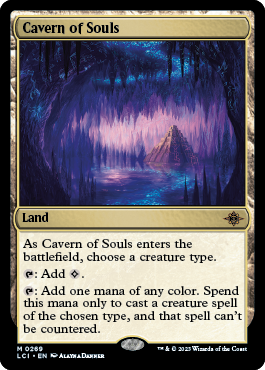 Cavern of Souls
Land
As Cavern of Souls enters the
battlefield, choose a creature type.
: Add .
: Add one mana of any color. Spend
this mana only to cast a creature spell
of the chosen type, and that spell can't
be countered.
M 0269
LCI • EN Alayna Danner
™ & © 2023 Wizards of the Coast